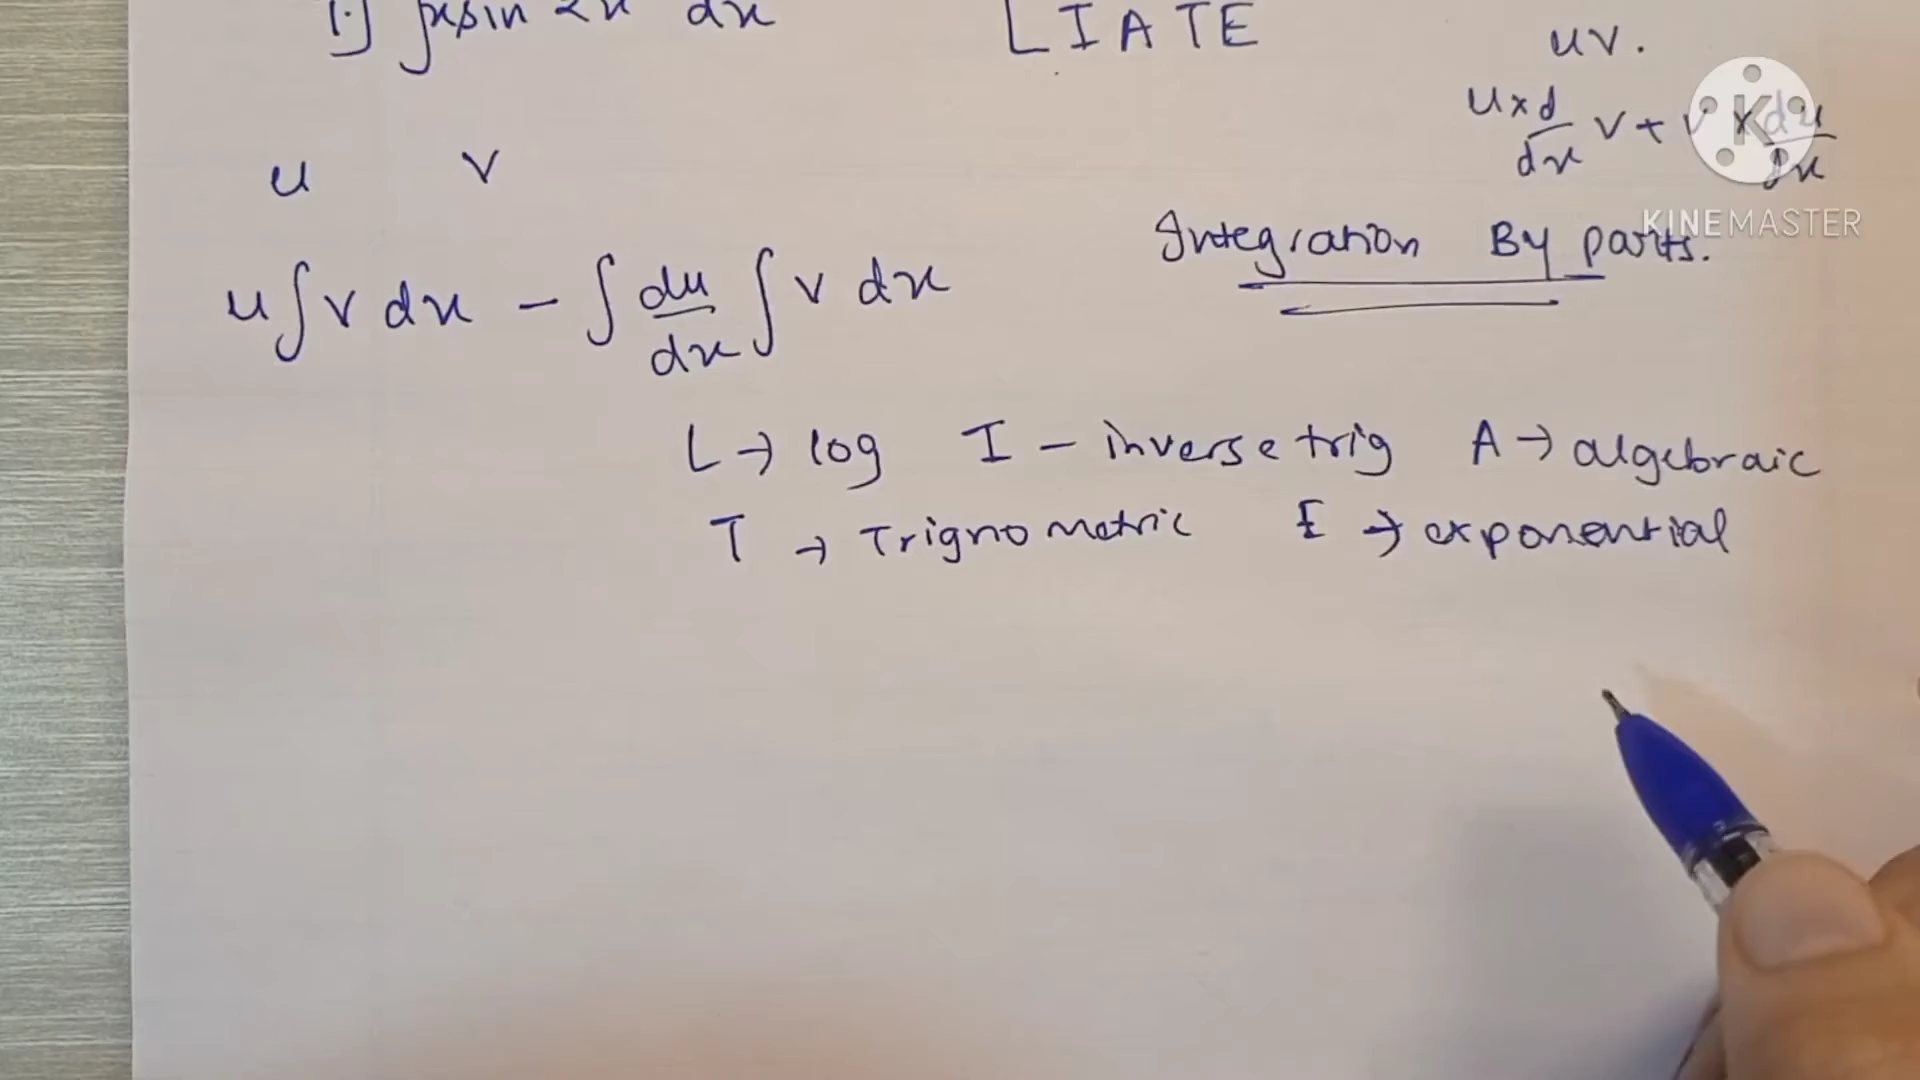 1.) ∫x sin 2x dx LIATE
uv.
u × d/dx v + v × du/dx
u v
KINEMASTER
Integration By parts.
u∫v dx - ∫ du/dx ∫v dx
L → log I - inverse trig A → algebraic
T → Trignometric E → exponential